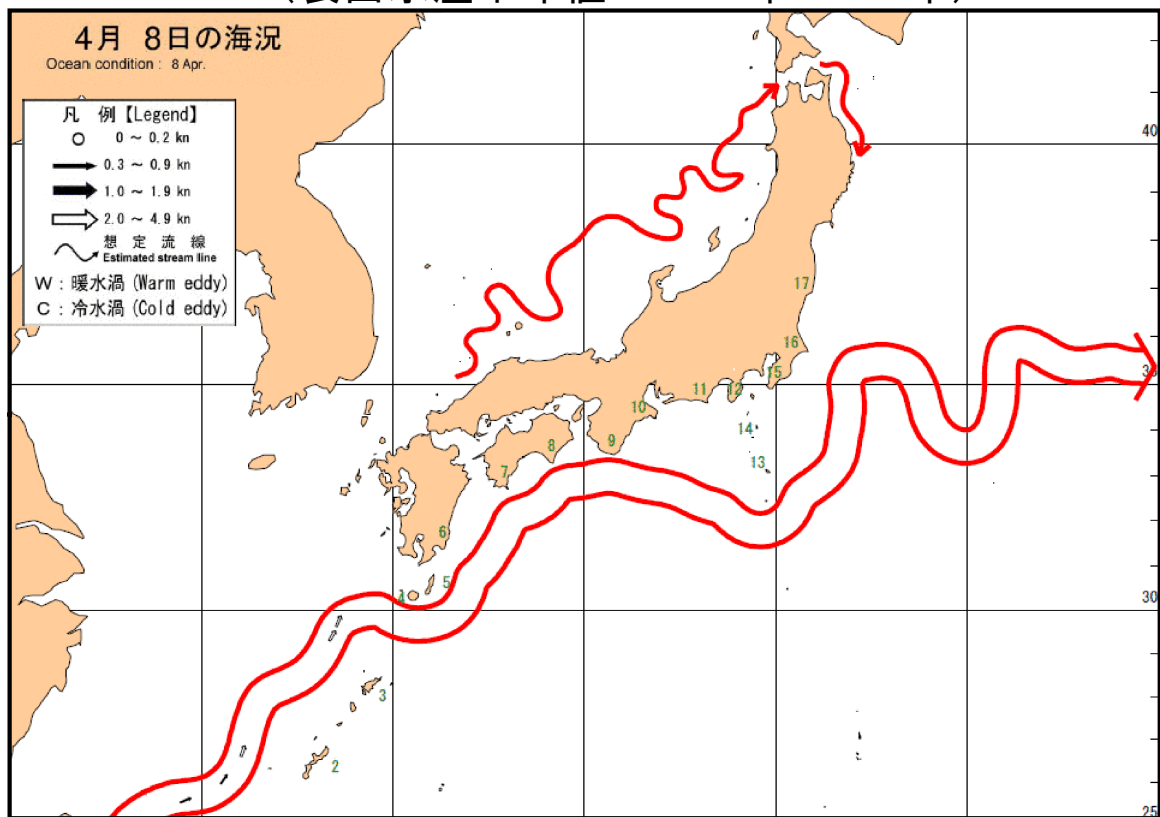 4月 8日の海況
Ocean condition : 8 Apr.
凡 例【Legend】
0 ~ 0.2 kn
0.3 ~ 0.9 kn
1.0 ~ 1.9 kn
2.0 ~ 4.9 kn
想 定 流 線
Estimated stream line
W : 暖水渦 (Warm eddy)
C : 冷水渦 (Cold eddy)
40
17
16
35
15
12
11
10
14
9
8
13
7
6
5
4
30
3
2
25